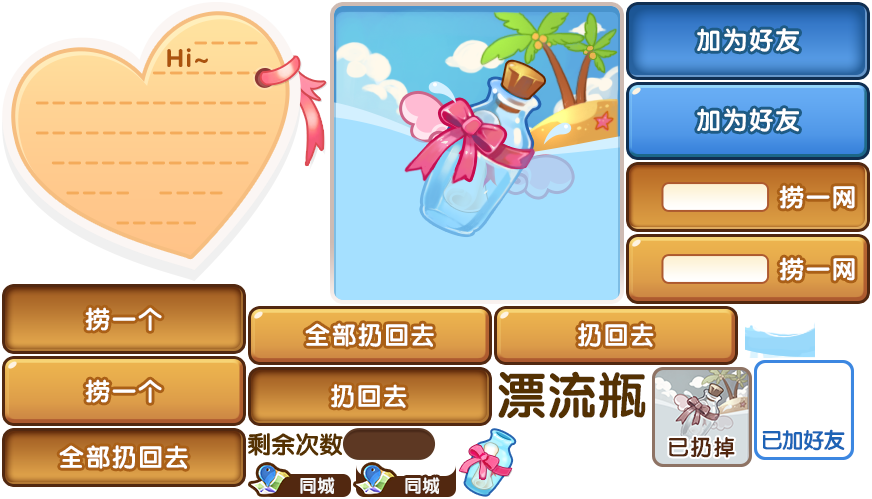 Hi~
加为好友
加为好友
捞一网
捞一网
捞一个
全部扔回去
扔回去
捞一个
扔回去
漂流瓶
已扔掉
已加好友
全部扔回去
剩余次数
同城
同城